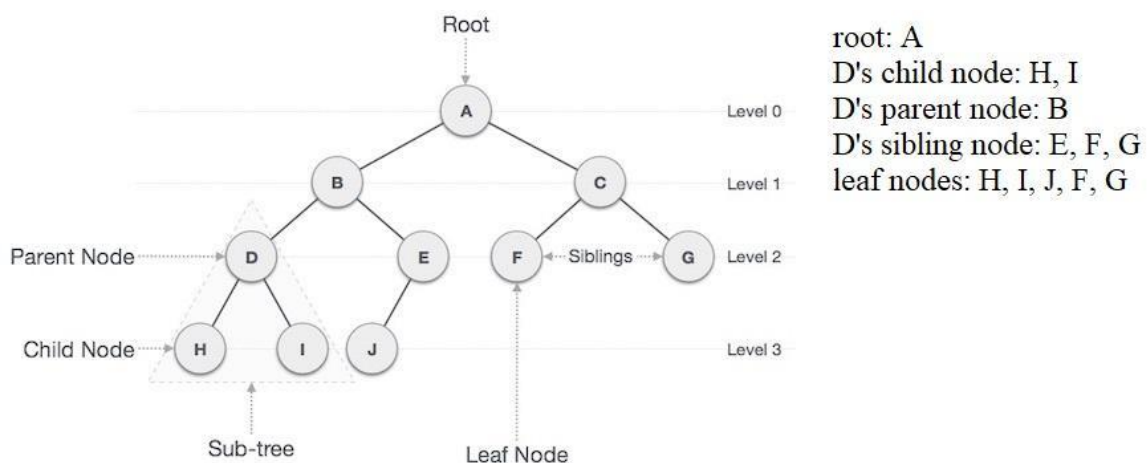 Root
A
Level 0
B
C
Level 1
Parent Node
D
E
F
Siblings
G
Level 2
Child Node
H
I
J
Level 3
Sub-tree
Leaf Node
root: A
D's child node: H, I
D's parent node: B
D's sibling node: E, F, G
leaf nodes: H, I, J, F, G